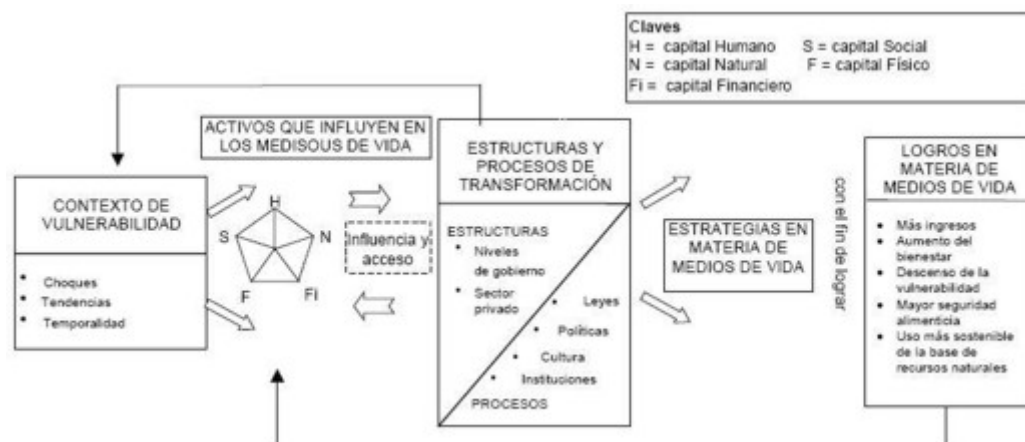 Claves
H = capital Humano S = capital Social
N = capital Natural F = capital Físico
Fi = capital Financiero
ACTIVOS QUE INFLUYEN EN
LOS MEDISOUS DE VIDA
CONTEXTO DE
VULNERABILIDAD
• Choques
• Tendencias
• Temporalidad
H
S
N
F
Fi
Influencia y
acceso
ESTRUCTURAS Y
PROCESOS DE
TRANSFORMACIÓN
ESTRUCTURAS
• Niveles
de gobierno
• Sector
privado
• Leyes
• Políticas
• Cultura
• Instituciones
PROCESOS
ESTRATEGIAS EN
MATERIA DE
MEDIOS DE VIDA
con el fin de lograr
LOGROS EN
MATERIA DE
MEDIOS DE VIDA
• Más ingresos
• Aumento del
bienestar
• Descenso de la
vulnerabilidad
• Mayor seguridad
alimenticia
• Uso más sostenible
de la base de
recursos naturales